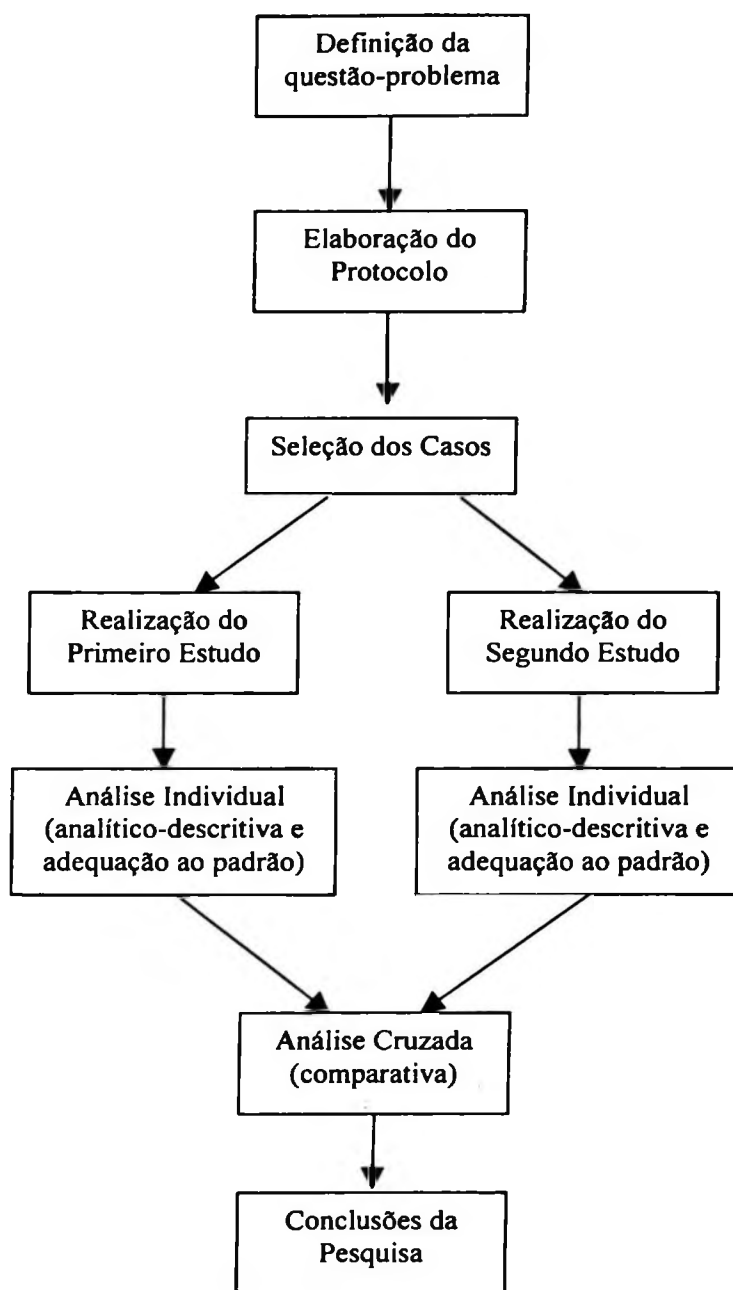 Definição da
questão-problema
Elaboração do
Protocolo
Seleção dos Casos
Realização do
Primeiro Estudo
Realização do
Segundo Estudo
Análise Individual
(analítico-descritiva e
adequação ao padrão)
Análise Individual
(analítico-descritiva e
adequação ao padrão)
Análise Cruzada
(comparativa)
Conclusões da
Pesquisa